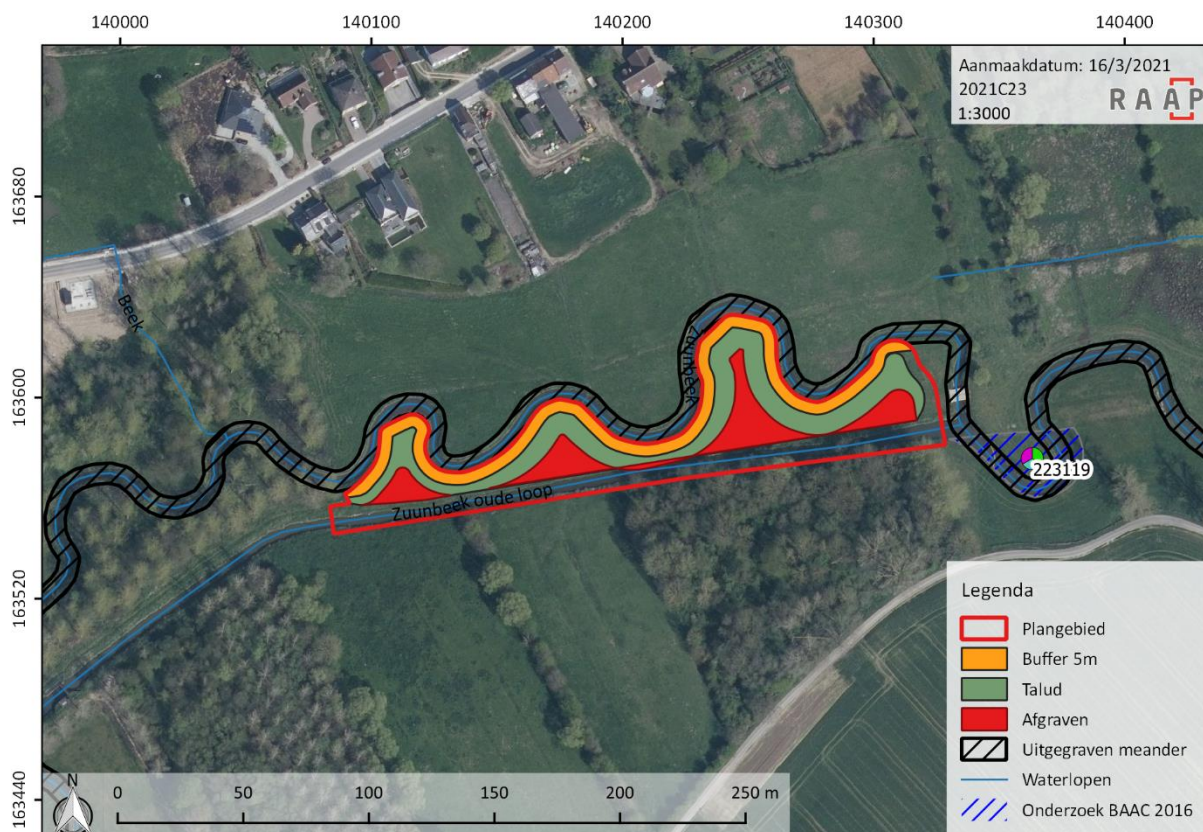 140000 140100 140200 140300 140400
Aanmaakdatum: 16/3/2021
2021C23
1:3000
RAAP
163680
163600
163520
163440
Beek
Zuunbeek
Zuunbeek oude loop
223119
Legenda
Plangebied
Buffer 5m
Talud
Afgraven
Uitgegraven meander
Waterlopen
Onderzoek BAAC 2016
N
0 50 100 150 200 250 m